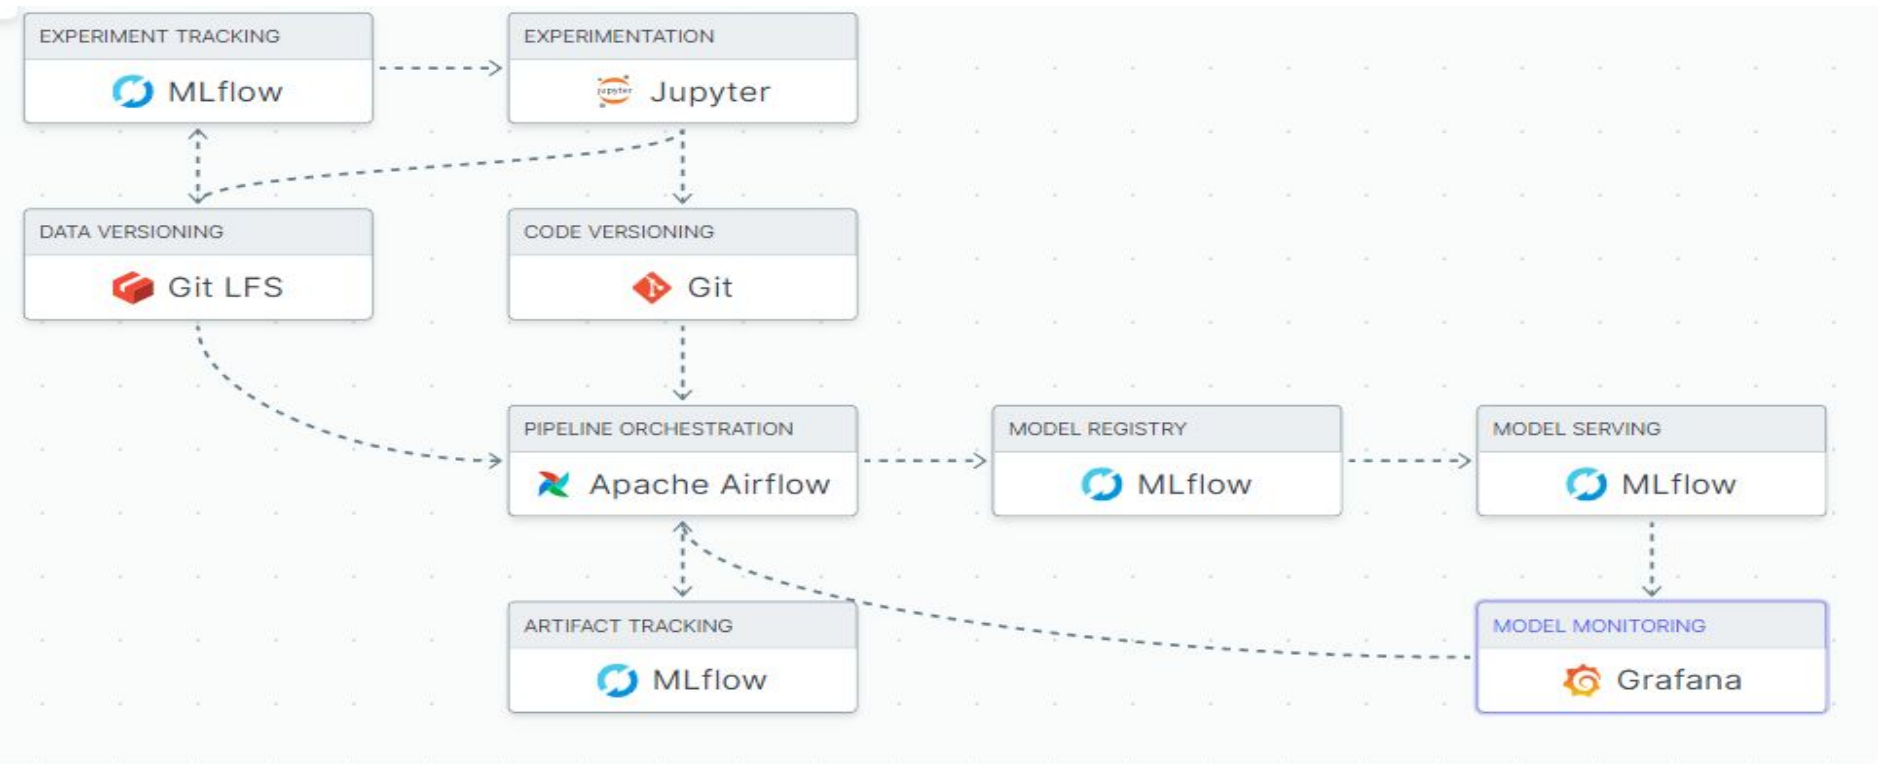 EXPERIMENT TRACKING
MLflow
EXPERIMENTATION
jupyter
Jupyter
DATA VERSIONING
Git LFS
CODE VERSIONING
Git
PIPELINE ORCHESTRATION
Apache Airflow
MODEL REGISTRY
MLflow
MODEL SERVING
MLflow
ARTIFACT TRACKING
MLflow
MODEL MONITORING
Grafana